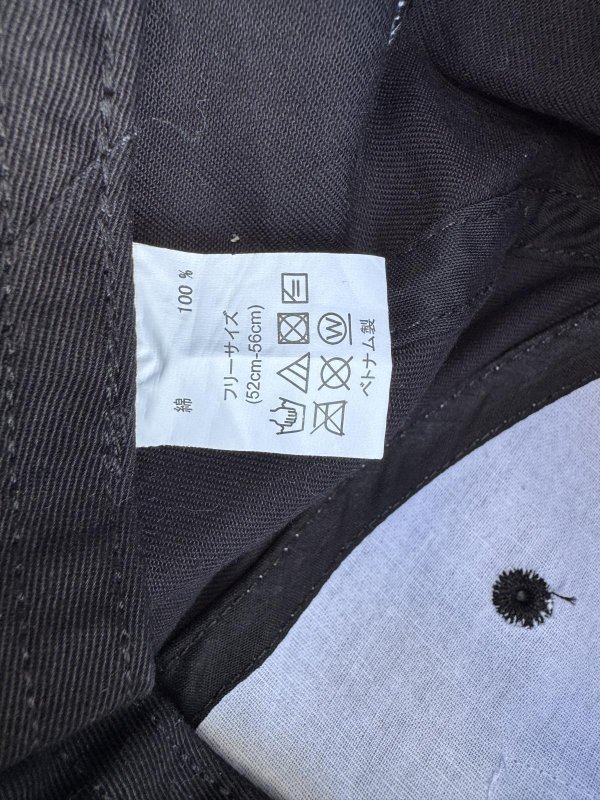 綿 100 %
フリーサイズ
(52cm-56cm)
W
ベトナム製